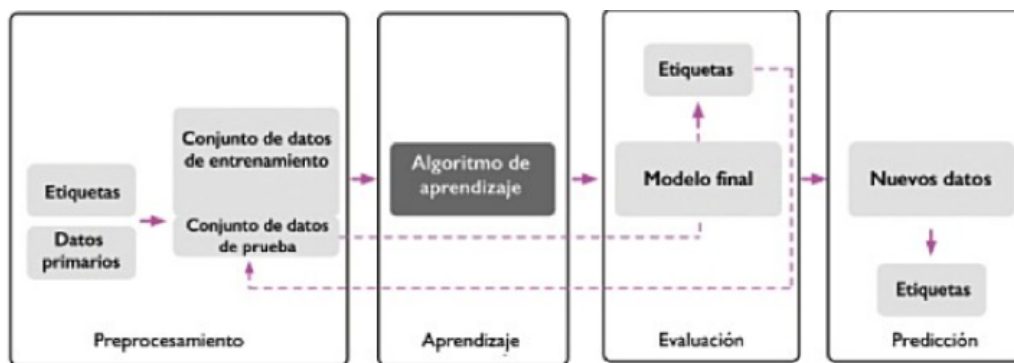 Etiquetas
Datos
primarios
Conjunto de datos
de entrenamiento
Conjunto de datos
de prueba
Preprocesamiento
Algoritmo de
aprendizaje
Aprendizaje
Etiquetas
Modelo final
Evaluación
Nuevos datos
Etiquetas
Predicción